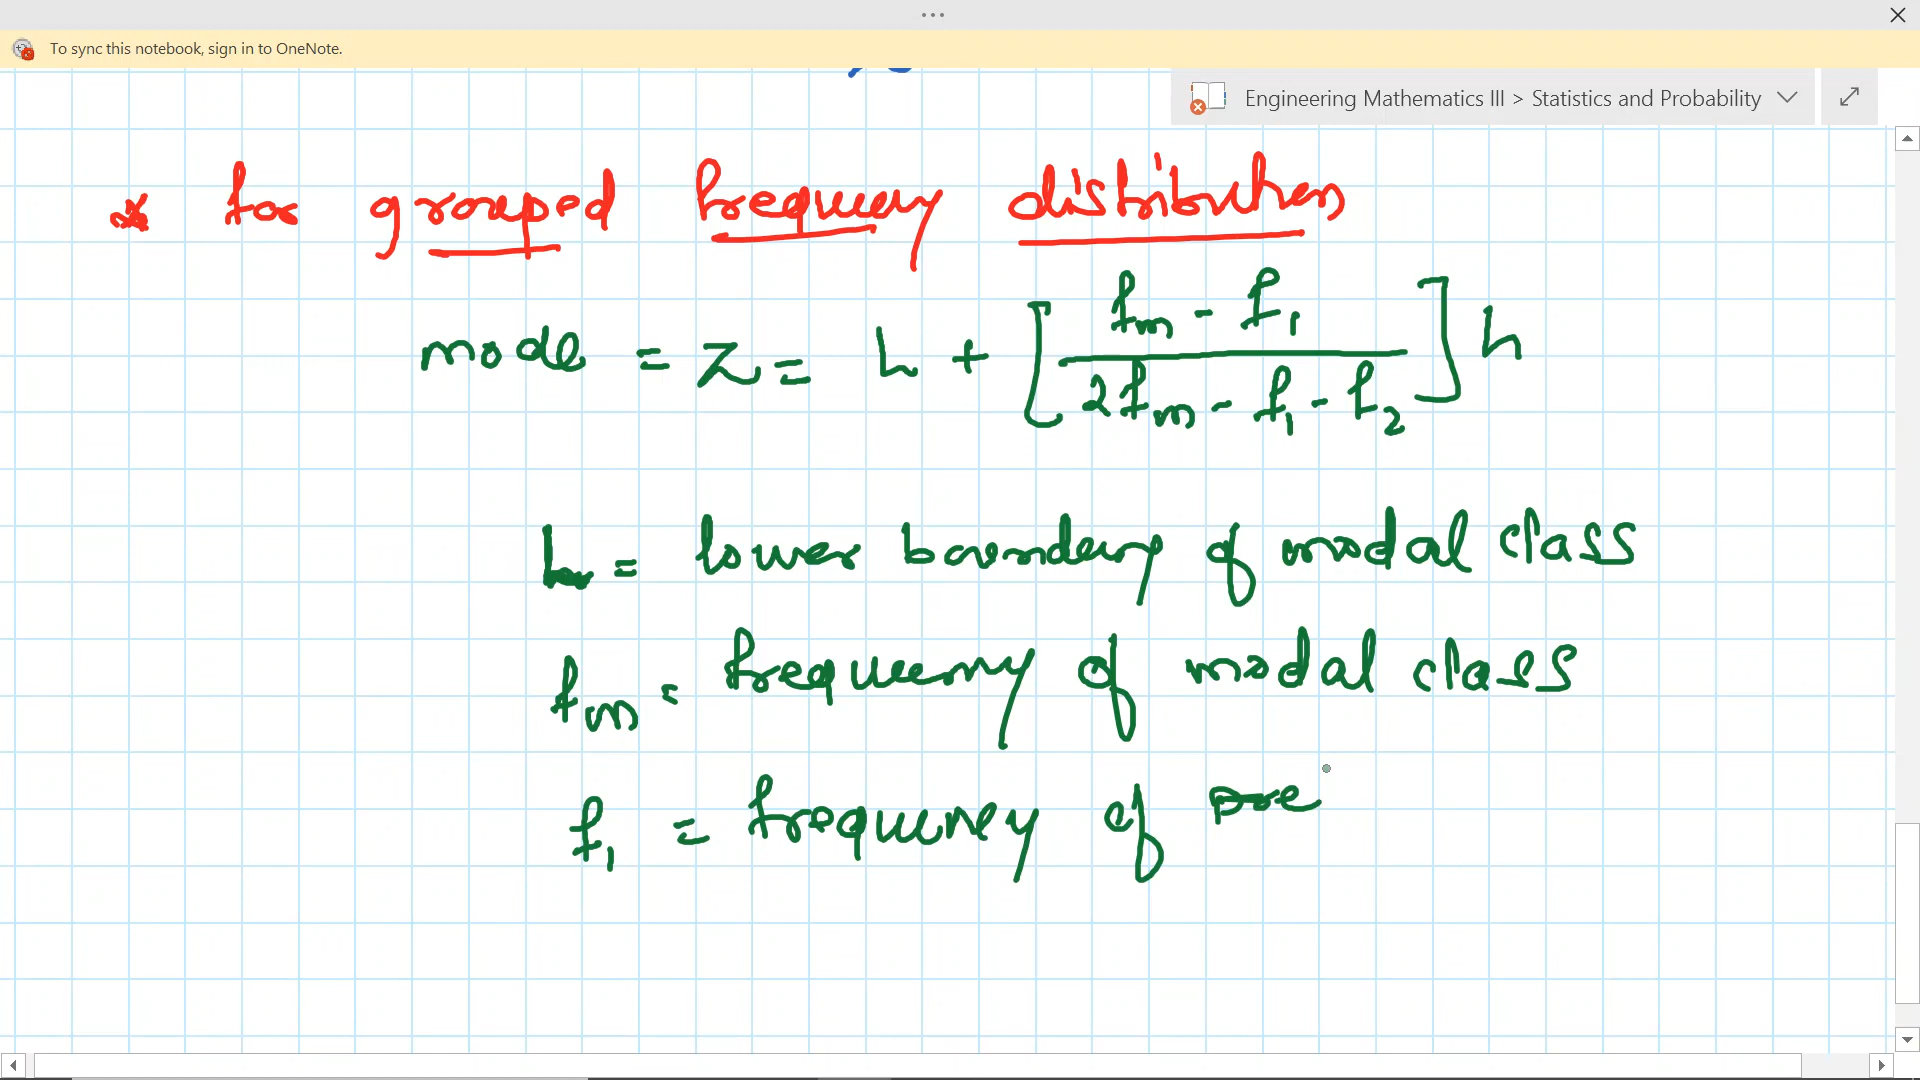 To sync this notebook, sign in to OneNote.
Engineering Mathematics III > Statistics and Probability
* for grouped frequency distribution
mode = Z = L + [ (fm - f1) / (2fm - f1 - f2) ] h
L = lower boundary of modal class
fm = frequency of modal class
f1 = frequency of pre